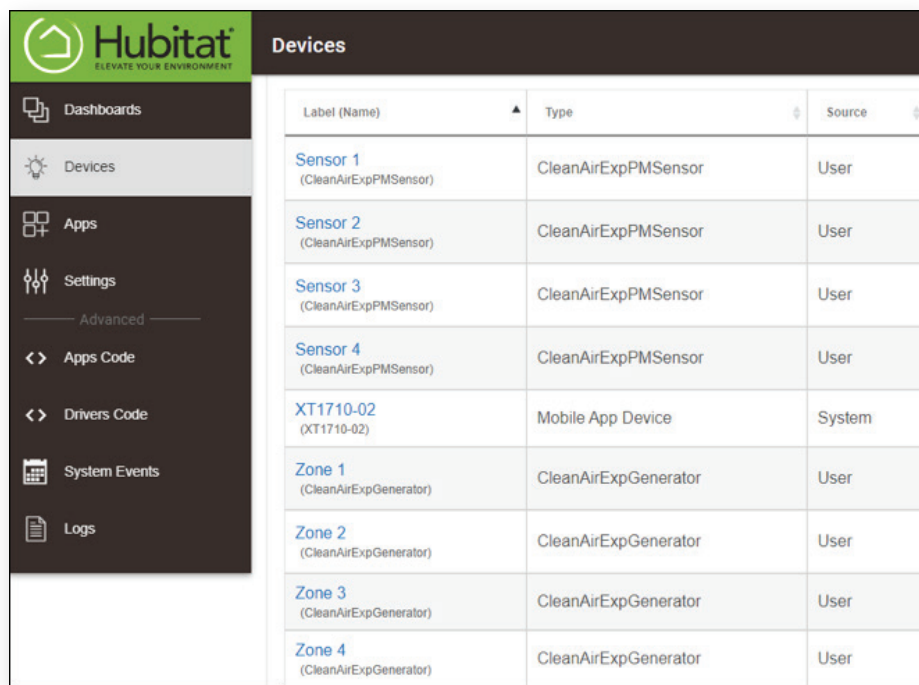 Hubitat
ELEVATE YOUR ENVIRONMENT
Devices
Dashboards
Devices
Apps
Settings
Advanced
Apps Code
Drivers Code
System Events
Logs
Label (Name) Type Source
Sensor 1 CleanAirExpPMSensor User
(CleanAirExpPMSensor)
Sensor 2 CleanAirExpPMSensor User
(CleanAirExpPMSensor)
Sensor 3 CleanAirExpPMSensor User
(CleanAirExpPMSensor)
Sensor 4 CleanAirExpPMSensor User
(CleanAirExpPMSensor)
XT1710-02 Mobile App Device System
(XT1710-02)
Zone 1 CleanAirExpGenerator User
(CleanAirExpGenerator)
Zone 2 CleanAirExpGenerator User
(CleanAirExpGenerator)
Zone 3 CleanAirExpGenerator User
(CleanAirExpGenerator)
Zone 4 CleanAirExpGenerator User
(CleanAirExpGenerator)